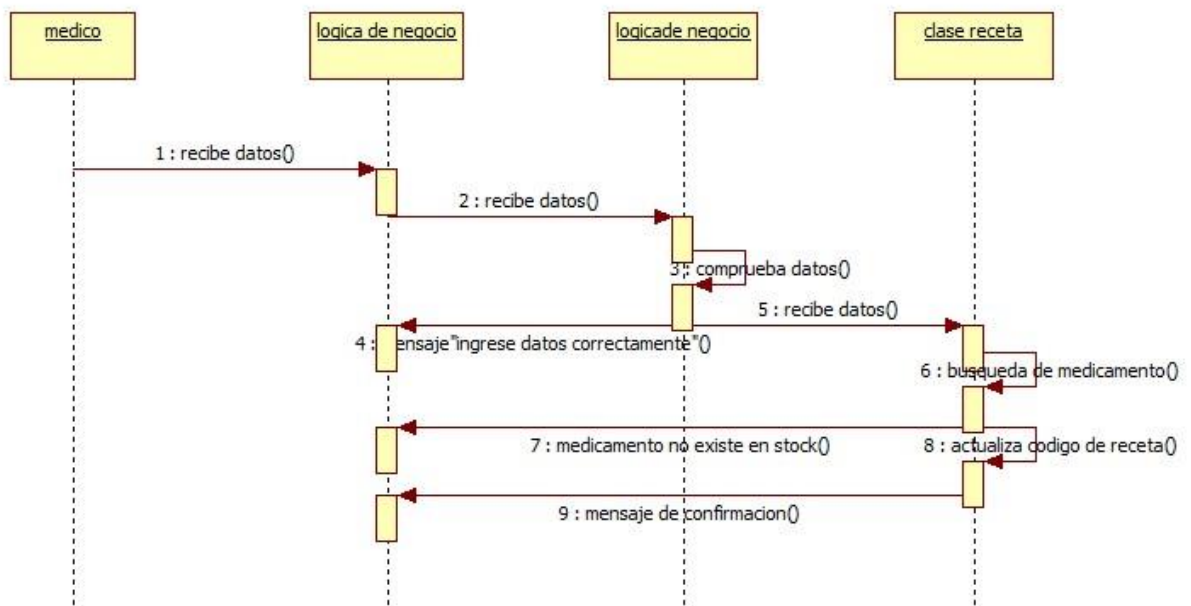 medico
logica de negocio
logicade negocio
clase receta
1 : recibe datos()
2 : recibe datos()
3 : comprueba datos()
5 : recibe datos()
4 : mensaje"ingrese datos correctamente"()
6 : busqueda de medicamento()
7 : medicamento no existe en stock()
8 : actualiza codigo de receta()
9 : mensaje de confirmacion()